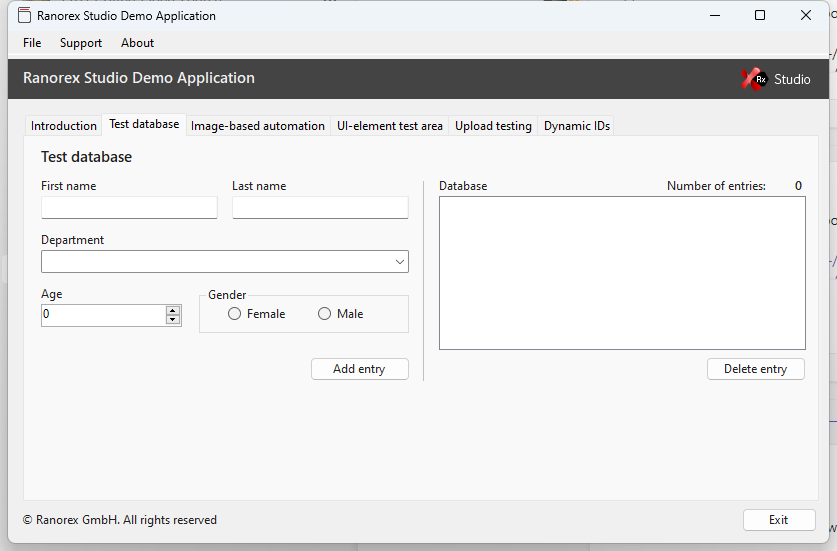 Ranorex Studio Demo Application
File Support About
Ranorex Studio Demo Application
Rx Studio
Introduction Test database Image-based automation UI-element test area Upload testing Dynamic IDs
Test database
First name Last name
Department
Age
0
Gender
Female Male
Add entry
Database Number of entries: 0
Delete entry
© Ranorex GmbH. All rights reserved
Exit